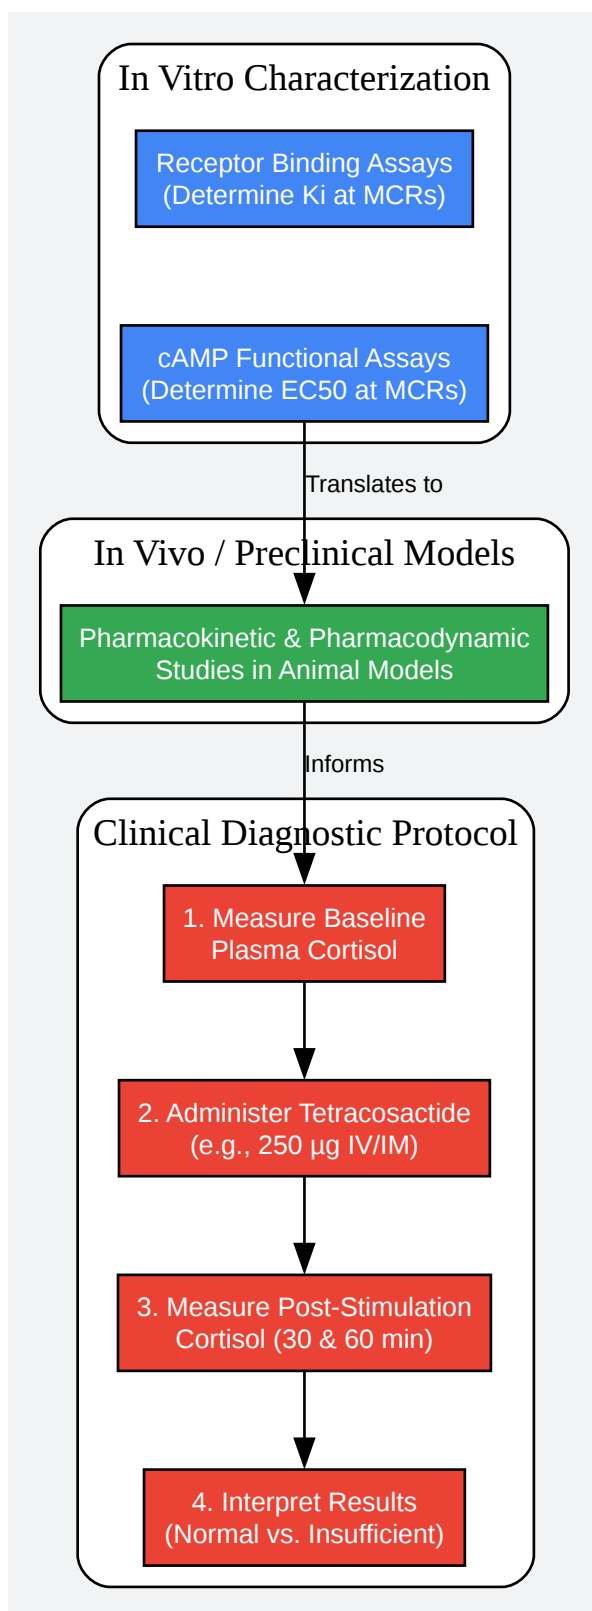 In Vitro Characterization
Receptor Binding Assays
(Determine Ki at MCRs)
cAMP Functional Assays
(Determine EC50 at MCRs)
Translates to
In Vivo / Preclinical Models
Pharmacokinetic & Pharmacodynamic
Studies in Animal Models
Informs
Clinical Diagnostic Protocol
1. Measure Baseline
Plasma Cortisol
2. Administer Tetracosactide
(e.g., 250 µg IV/IM)
3. Measure Post-Stimulation
Cortisol (30 & 60 min)
4. Interpret Results
(Normal vs. Insufficient)